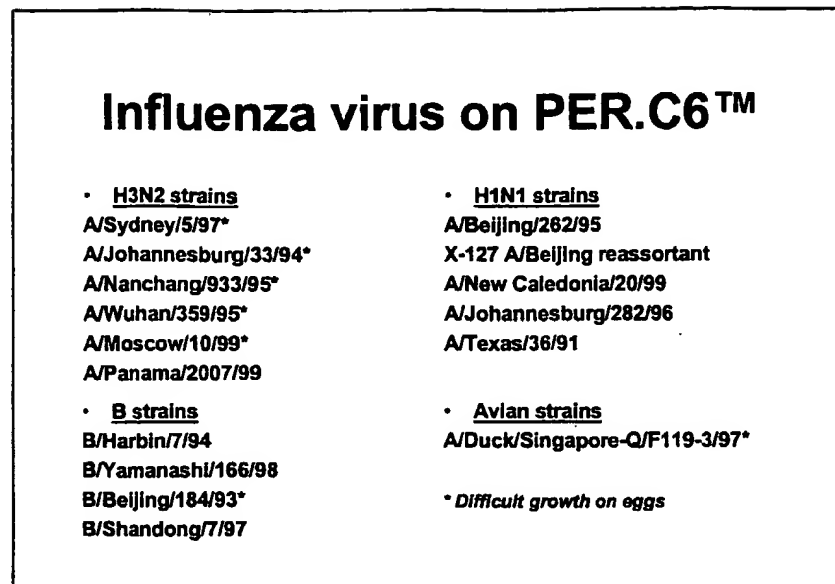 Influenza virus on PER.C6™
• H3N2 strains
A/Sydney/5/97*
A/Johannesburg/33/94*
A/Nanchang/933/95*
A/Wuhan/359/95*
A/Moscow/10/99*
A/Panama/2007/99
• B strains
B/Harbin/7/94
B/Yamanashi/166/98
B/Beijing/184/93*
B/Shandong/7/97
• H1N1 strains
A/Beijing/262/95
X-127 A/Beijing reassortant
A/New Caledonia/20/99
A/Johannesburg/282/96
A/Texas/36/91
• Avian strains
A/Duck/Singapore-Q/F119-3/97*
* Difficult growth on eggs